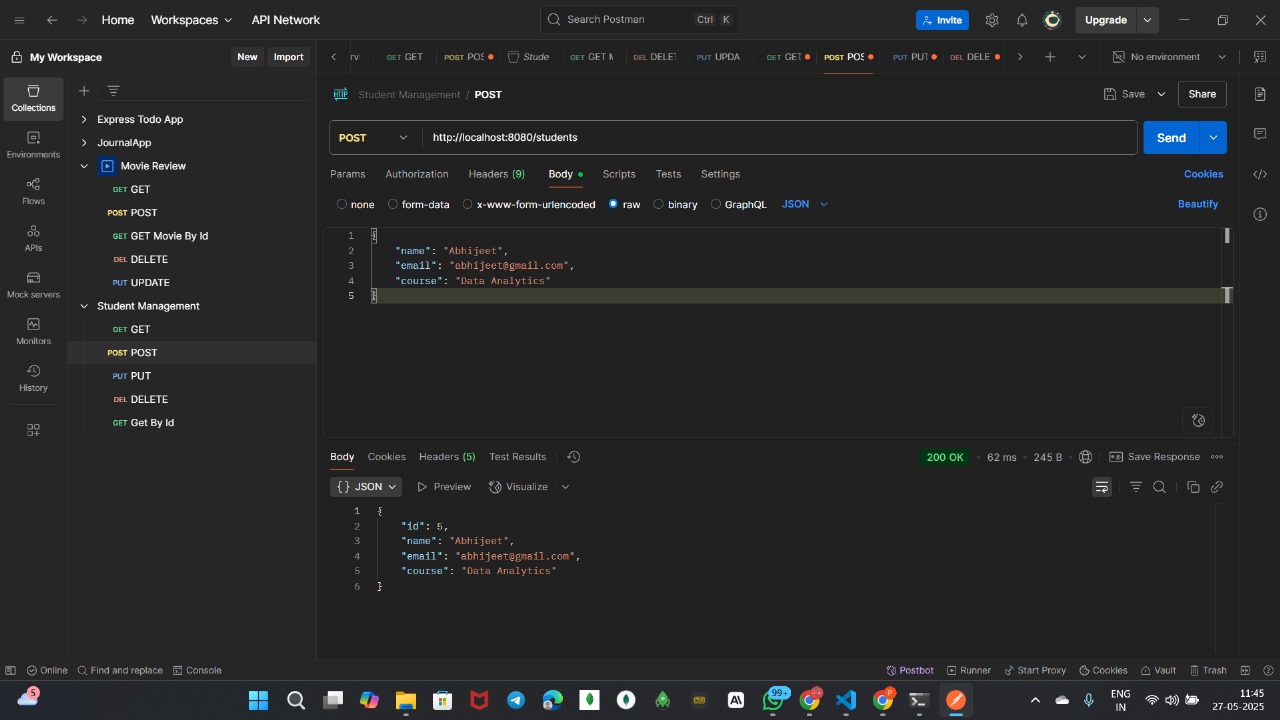 Home Workspaces API Network Search Postman Ctrl K Invite Upgrade
My Workspace New Import GET GET POST POS Stude GET GET M DEL DELET PUT UPDA GET GET POST POS PUT PUT DEL DELE No environment
Collections
Environments
Flows
APIs
Mock servers
Monitors
History
Express Todo App
JournalApp
Movie Review
GET GET
POST POST
GET GET Movie By Id
DEL DELETE
PUT UPDATE
Student Management
GET GET
POST POST
PUT PUT
DEL DELETE
GET Get By Id
HTTP Student Management / POST Save Share
POST http://localhost:8080/students Send
Params Authorization Headers (9) Body Scripts Tests Settings Cookies
none form-data x-www-form-urlencoded raw binary GraphQL JSON Beautify
1 {
2 "name": "Abhijeet",
3 "email": "abhijeet@gmail.com",
4 "course": "Data Analytics"
5 }
Body Cookies Headers (5) Test Results 200 OK 62 ms 245 B Save Response
{} JSON Preview Visualize
1 {
2 "id": 5,
3 "name": "Abhijeet",
4 "email": "abhijeet@gmail.com",
5 "course": "Data Analytics"
6 }
Online Find and replace Console Postbot Runner Start Proxy Cookies Vault Trash
5 99+ ENG IN 11:45 27-05-2025